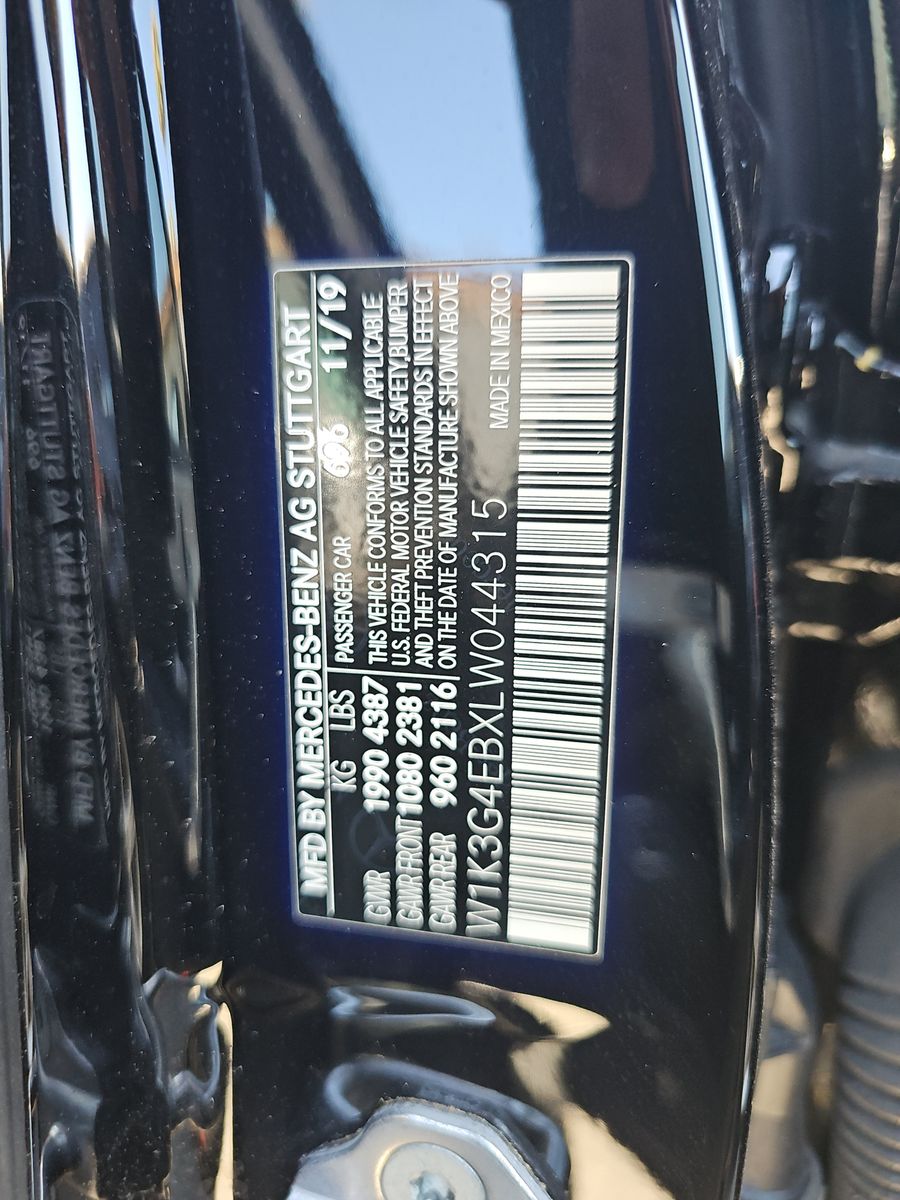 MFD BY MERCEDES-BENZ AG STUTTGART
KG LBS PASSENGER CAR 696 11/19
GVWR 1990 4387 THIS VEHICLE CONFORMS TO ALL APPLICABLE
GAWR FRONT 1080 2381 U.S. FEDERAL MOTOR VEHICLE SAFETY,BUMPER
GAWR REAR 960 2116 AND THEFT PREVENTION STANDARDS IN EFFECT
ON THE DATE OF MANUFACTURE SHOWN ABOVE
W1K3G4EBXLW044315 MADE IN MEXICO